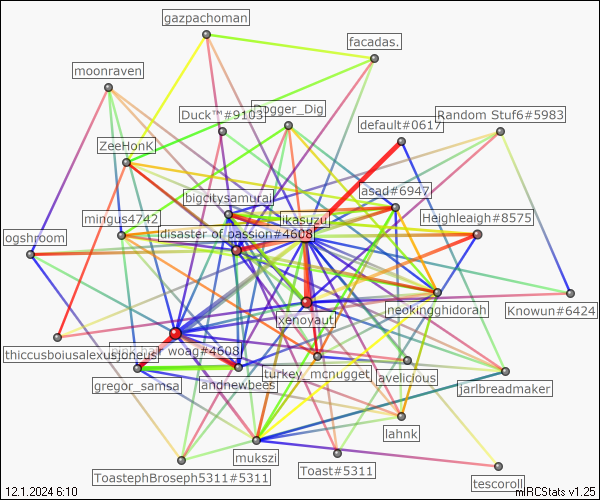 gazpachoman
facadas.
moonraven
Duck™#9103
Dogger_Dig
default#0617
Random Stuf6#5983
ZeeHonK
bigcitysamurai
asad#6947
mingus4742
ikasuzu
Heighleaigh#8575
ogshroom
disaster of passion#4608
xenoyaut
neokingghidorah
Knowun#6424
thiccusboiusalexusjoneus
hair woag#4608
turkey_mcnugget
avelicious
jarlbreadmaker
gregor_samsa
andnewbees
lahnk
mukszi
ToastephBroseph5311#5311
Toast#5311
tescoroll
12.1.2024 6:10
mIRCStats v1.25